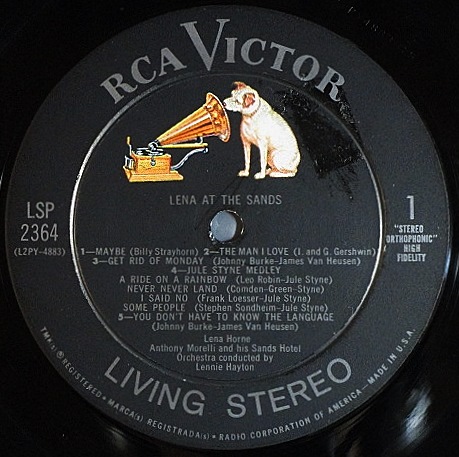 RCA VICTOR
LENA AT THE SANDS
LSP
2364
(L2PY-4883)
1
"STEREO
ORTHOPHONIC"
HIGH
FIDELITY
1—MAYBE (Billy Strayhorn) 2—THE MAN I LOVE (I. and G. Gershwin)
3—GET RID OF MONDAY (Johnny Burke-James Van Heusen)
4—JULE STYNE MEDLEY
A RIDE ON A RAINBOW (Leo Robin-Jule Styne)
NEVER NEVER LAND (Comden-Green-Styne)
I SAID NO (Frank Loesser-Jule Styne)
SOME PEOPLE (Stephen Sondheim-Jule Styne)
5—YOU DON'T HAVE TO KNOW THE LANGUAGE
(Johnny Burke-James Van Heusen)
Lena Horne
Anthony Morelli and his Sands Hotel
Orchestra conducted by
Lennie Hayton
LIVING STEREO
TMK(s) ® REGISTERED • MARCA(s) REGISTRADA(s) • RADIO CORPORATION OF AMERICA—MADE IN U.S.A.